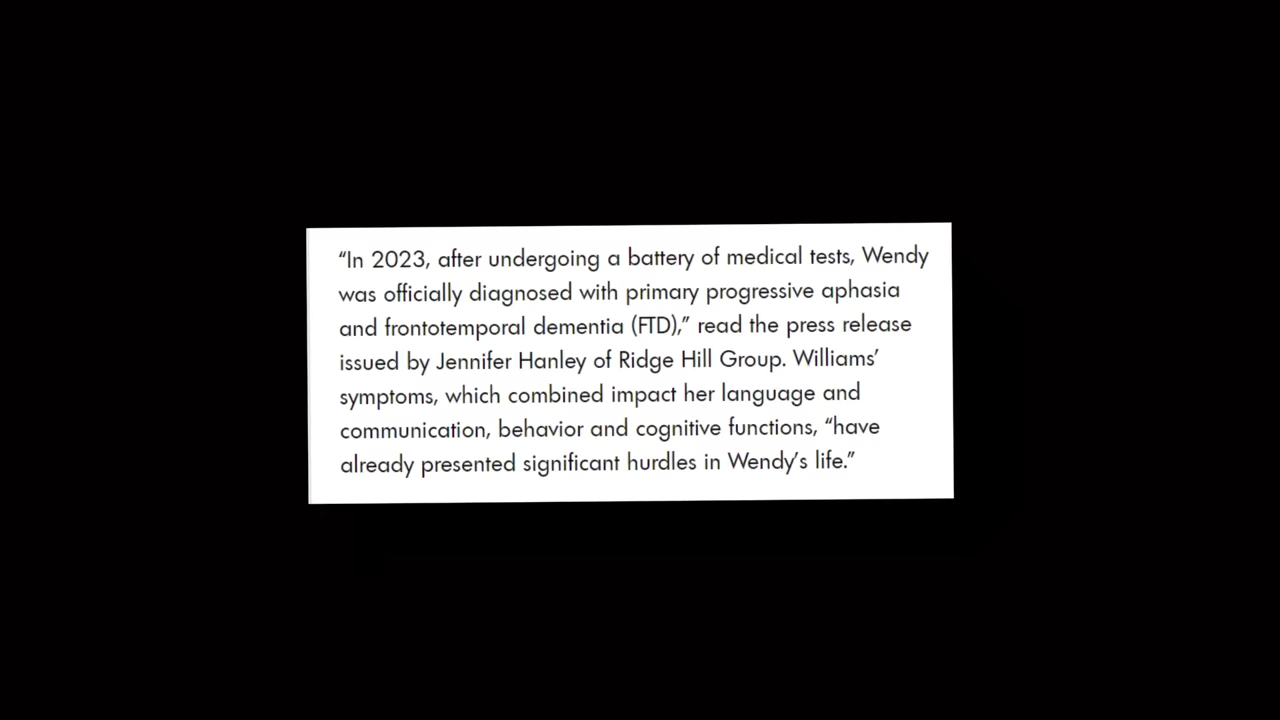 “In 2023, after undergoing a battery of medical tests, Wendy
was officially diagnosed with primary progressive aphasia
and frontotemporal dementia (FTD),” read the press release
issued by Jennifer Hanley of Ridge Hill Group. Williams’
symptoms, which combined impact her language and
communication, behavior and cognitive functions, “have
already presented significant hurdles in Wendy’s life.”